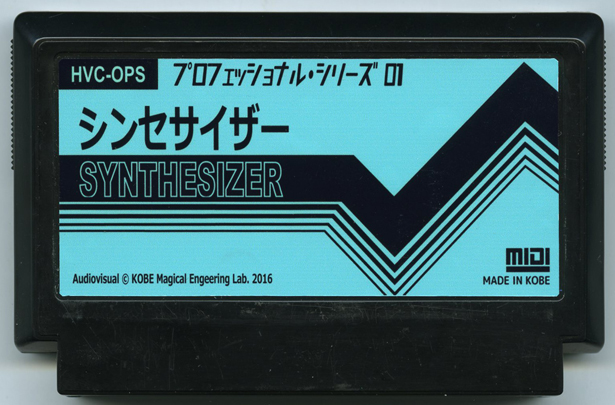 HVC-OPS プロフェッショナル・シリーズ 01
シンセサイザー
SYNTHESIZER
MIDI
Audiovisual © KOBE Magical Engeering Lab. 2016
MADE IN KOBE